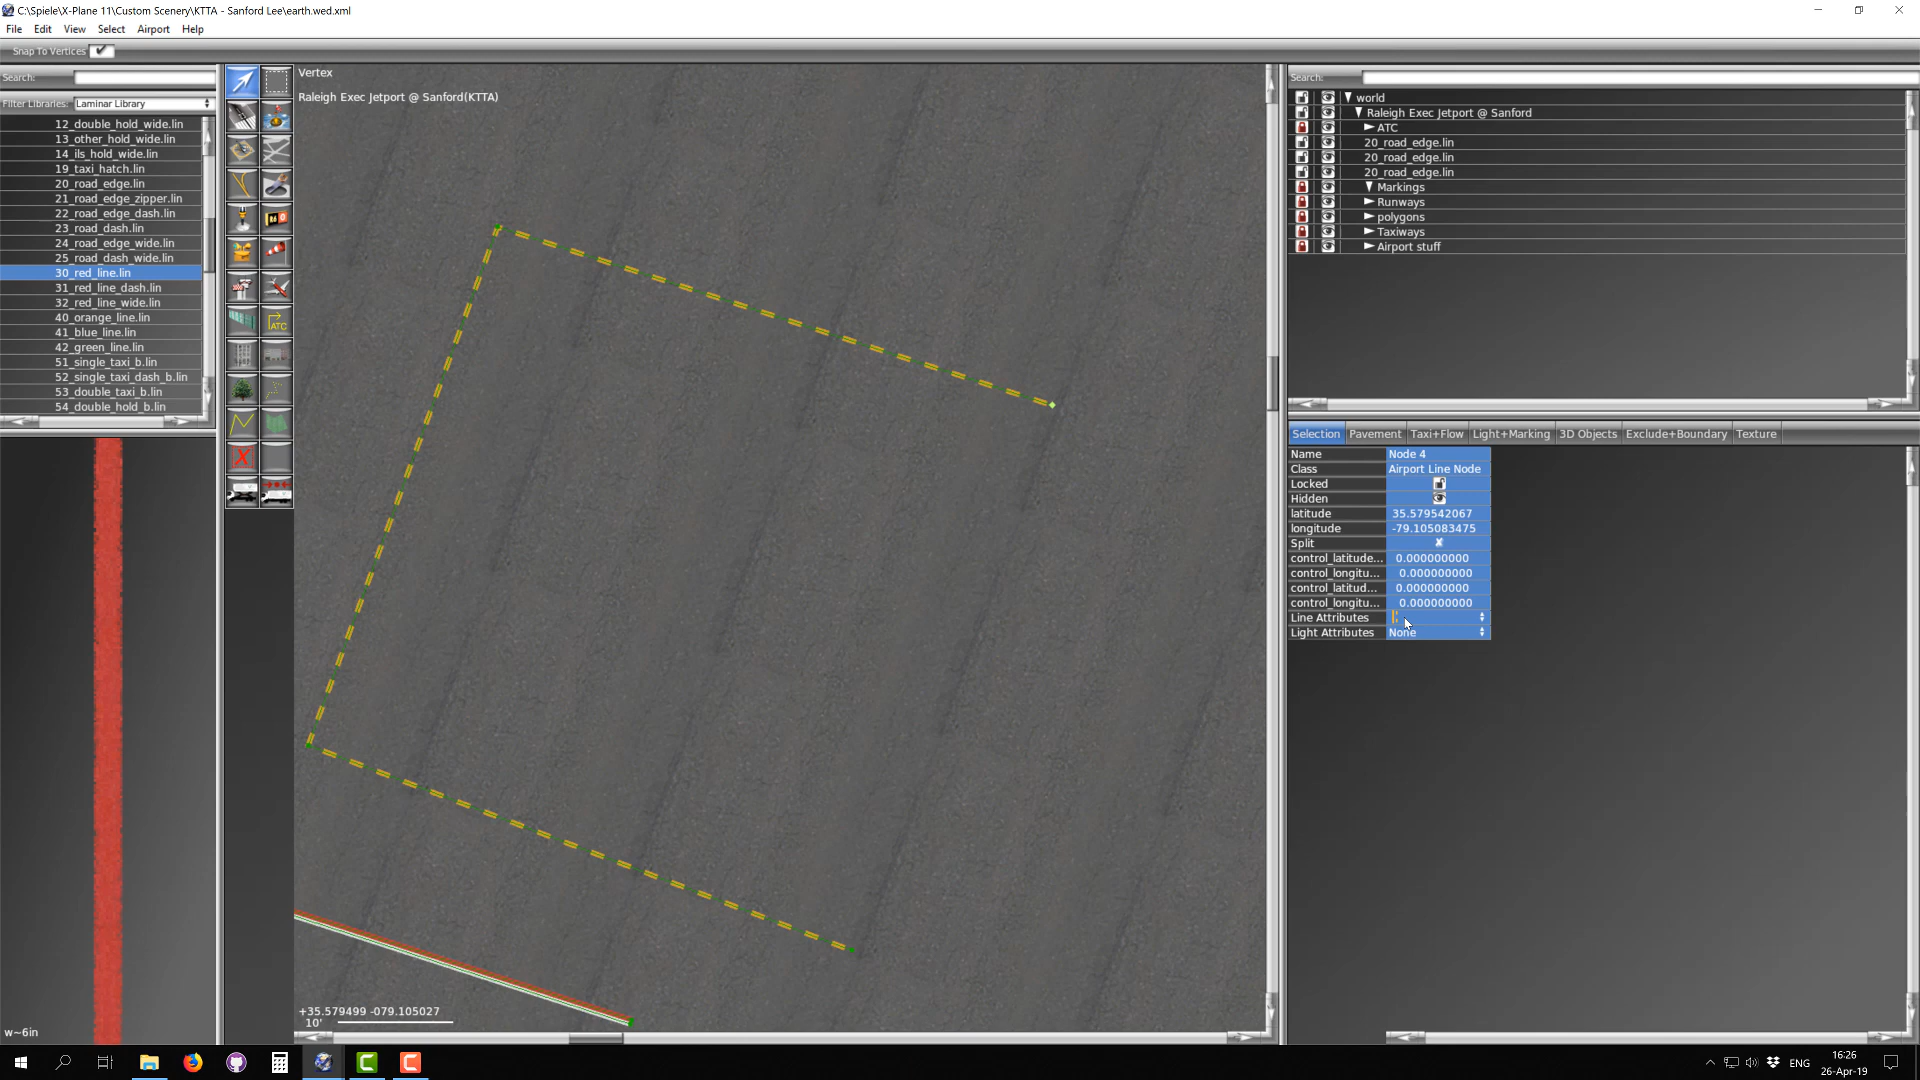 C:\Spiele\X-Plane 11\Custom Scenery\KTTA - Sanford Lee\earth.wed.xml
File Edit View Select Airport Help
Snap To Vertices
Search:
Filter Libraries: Laminar Library
12_double_hold_wide.lin
13_other_hold_wide.lin
14_ils_hold_wide.lin
19_taxi_hatch.lin
20_road_edge.lin
21_road_edge_zipper.lin
22_road_edge_dash.lin
23_road_dash.lin
24_road_edge_wide.lin
25_road_dash_wide.lin
30_red_line.lin
31_red_line_dash.lin
32_red_line_wide.lin
40_orange_line.lin
41_blue_line.lin
42_green_line.lin
51_single_taxi_b.lin
52_single_taxi_dash_b.lin
53_double_taxi_b.lin
54_double_hold_b.lin
w~6in
ATC
Vertex
Raleigh Exec Jetport @ Sanford(KTTA)
+35.579499 -079.105027
10'
Search:
world
Raleigh Exec Jetport @ Sanford
ATC
20_road_edge.lin
20_road_edge.lin
20_road_edge.lin
Markings
Runways
polygons
Taxiways
Airport stuff
Selection Pavement Taxi+Flow Light+Marking 3D Objects Exclude+Boundary Texture
Name Node 4
Class Airport Line Node
Locked
Hidden
latitude 35.579542067
longitude -79.105083475
Split
control_latitude... 0.000000000
control_longitu... 0.000000000
control_latitud... 0.000000000
control_longitu... 0.000000000
Line Attributes
Light Attributes None
ENG
16:26
26-Apr-19